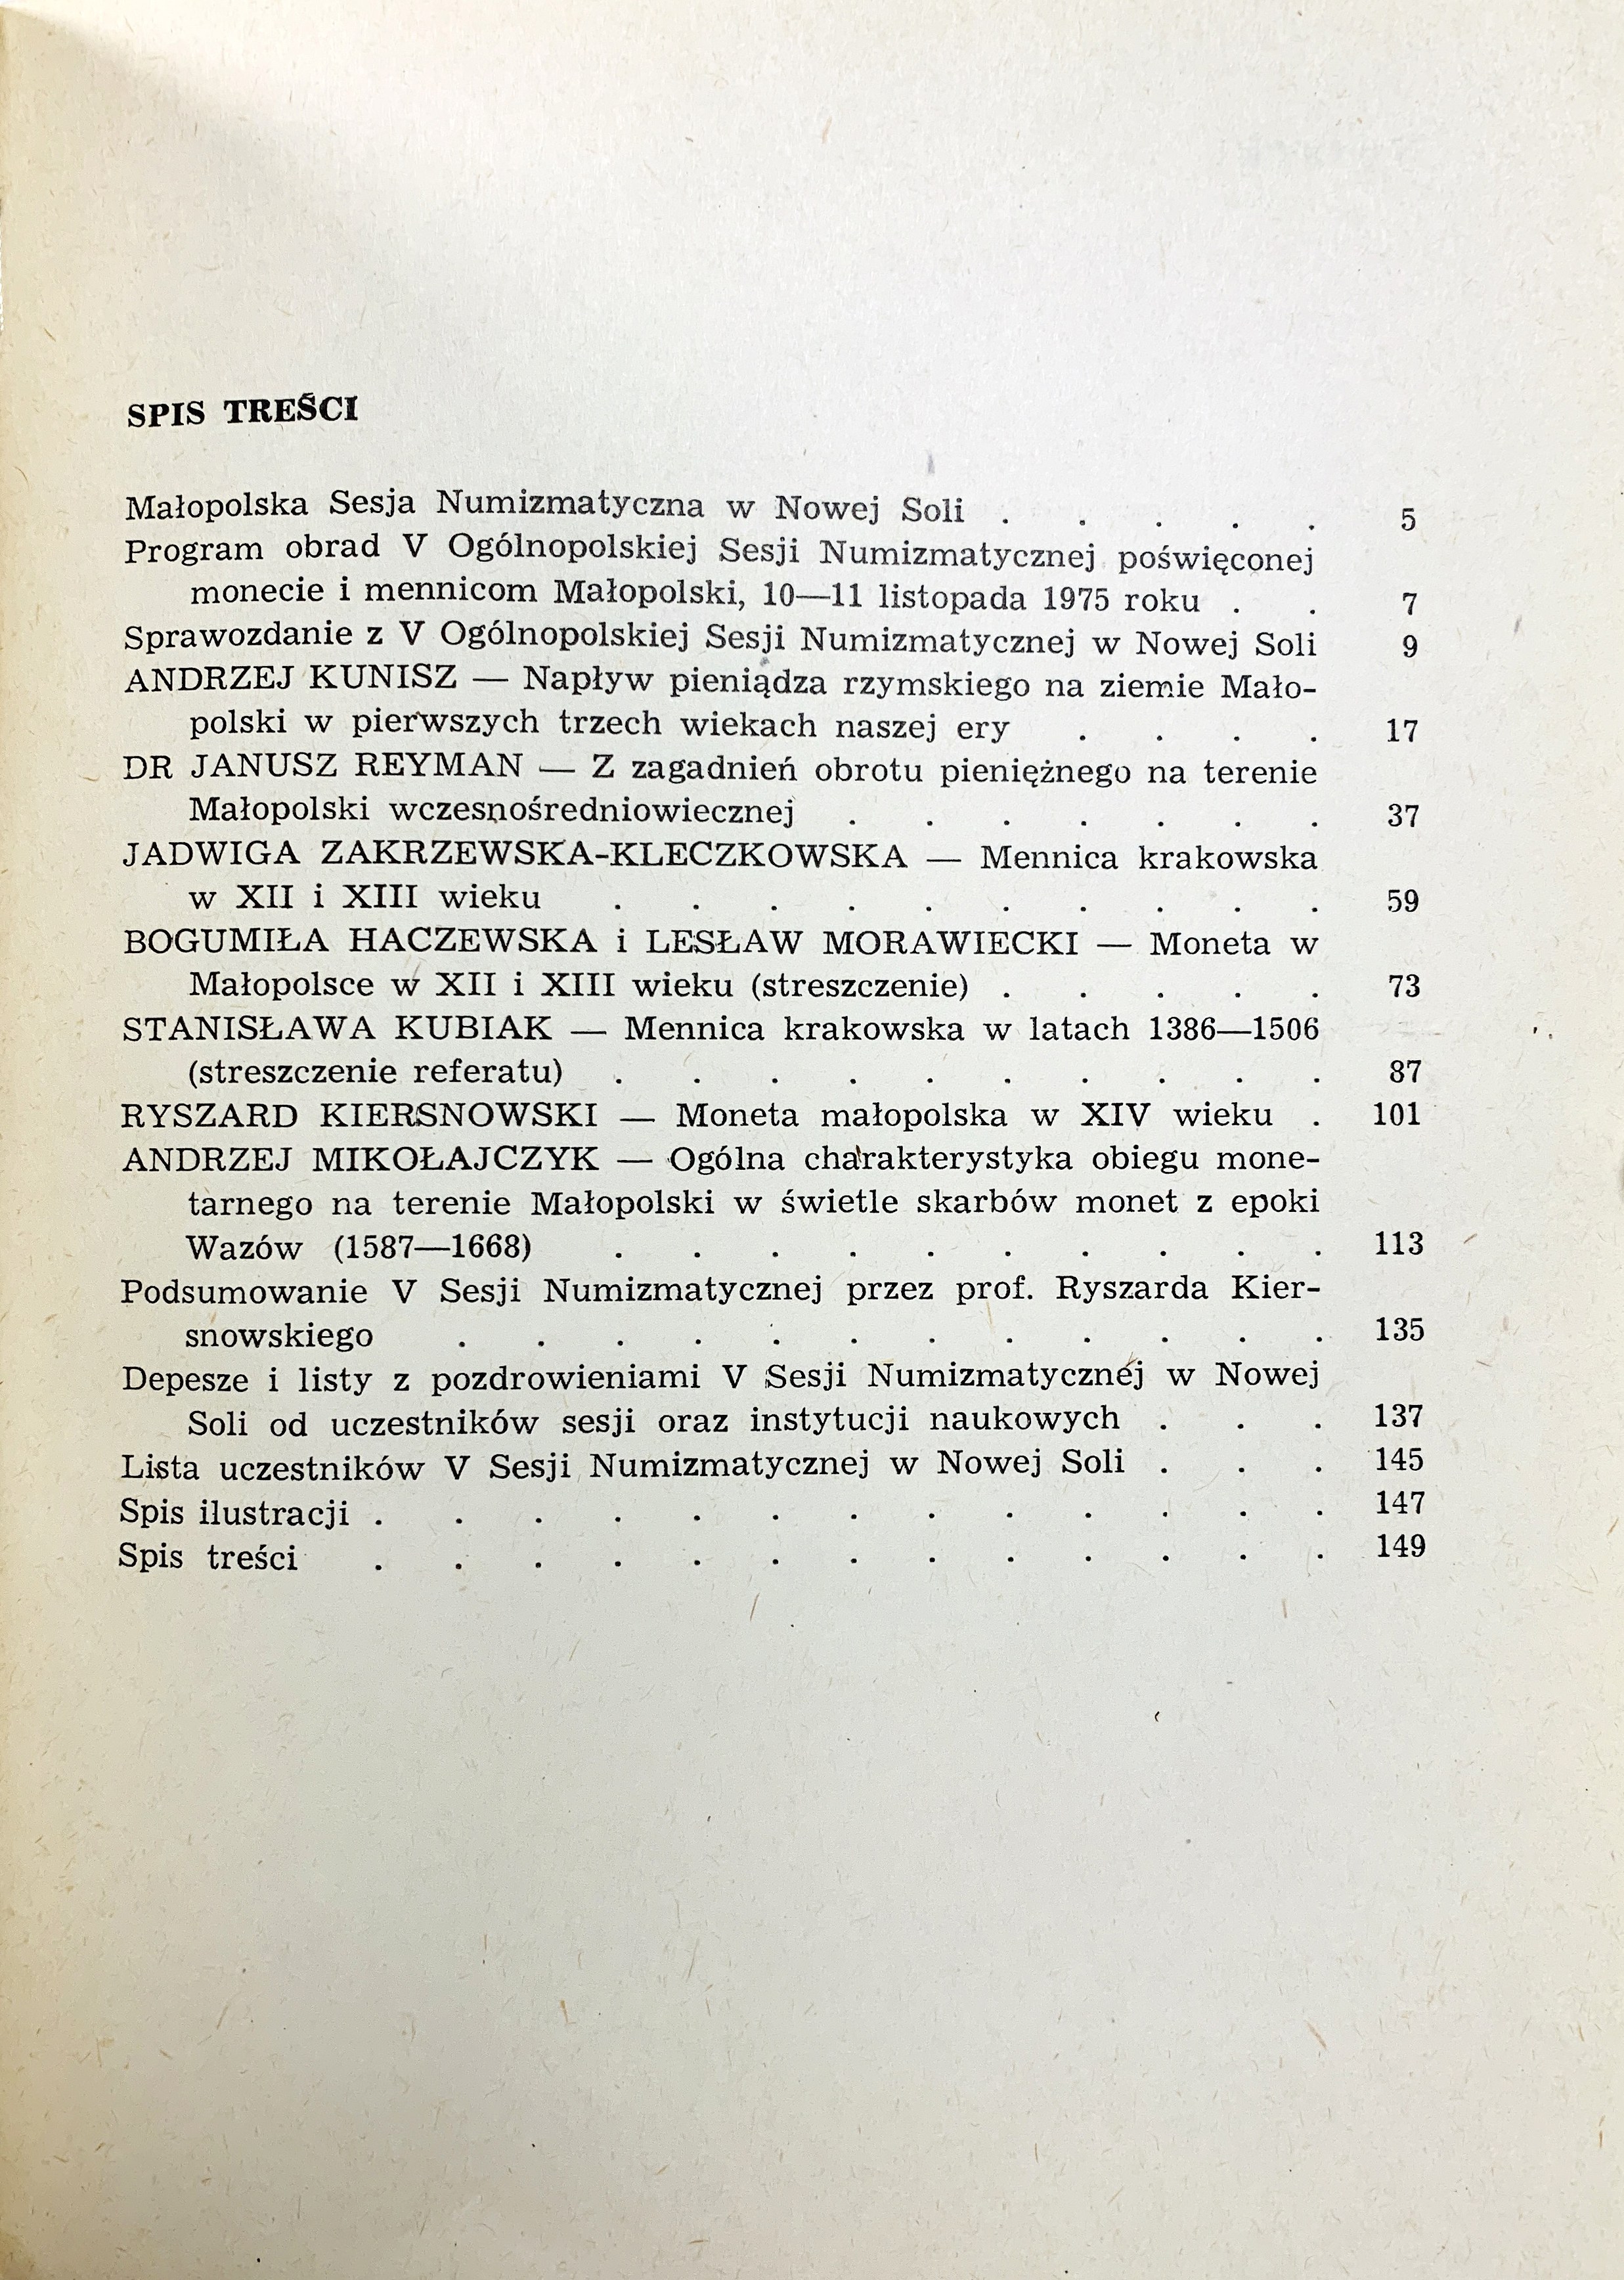 SPIS TREŚCI
Małopolska Sesja Numizmatyczna w Nowej Soli . . . . . 5
Program obrad V Ogólnopolskiej Sesji Numizmatycznej poświęconej
monecie i mennicom Małopolski, 10—11 listopada 1975 roku . . 7
Sprawozdanie z V Ogólnopolskiej Sesji Numizmatycznej w Nowej Soli 9
ANDRZEJ KUNISZ — Napływ pieniądza rzymskiego na ziemie Mało-
polski w pierwszych trzech wiekach naszej ery . . . . 17
DR JANUSZ REYMAN — Z zagadnień obrotu pieniężnego na terenie
Małopolski wczesnośredniowiecznej . . . . . . . 37
JADWIGA ZAKRZEWSKA-KLECZKOWSKA — Mennica krakowska
w XII i XIII wieku . . . . . . . . . . 59
BOGUMIŁA HACZEWSKA i LESŁAW MORAWIECKI — Moneta w
Małopolsce w XII i XIII wieku (streszczenie) . . . . . 73
STANISŁAWA KUBIAK — Mennica krakowska w latach 1386—1506
(streszczenie referatu) . . . . . . . . . . 87
RYSZARD KIERSNOWSKI — Moneta małopolska w XIV wieku . 101
ANDRZEJ MIKOŁAJCZYK — Ogólna charakterystyka obiegu mone-
tarnego na terenie Małopolski w świetle skarbów monet z epoki
Wazów (1587—1668) . . . . . . . . . . 113
Podsumowanie V Sesji Numizmatycznej przez prof. Ryszarda Kier-
snowskiego . . . . . . . . . . . . 135
Depesze i listy z pozdrowieniami V Sesji Numizmatycznej w Nowej
Soli od uczestników sesji oraz instytucji naukowych . . . 137
Lista uczestników V Sesji Numizmatycznej w Nowej Soli . . . 145
Spis ilustracji . . . . . . . . . . . . . 147
Spis treści . . . . . . . . . . . . . 149